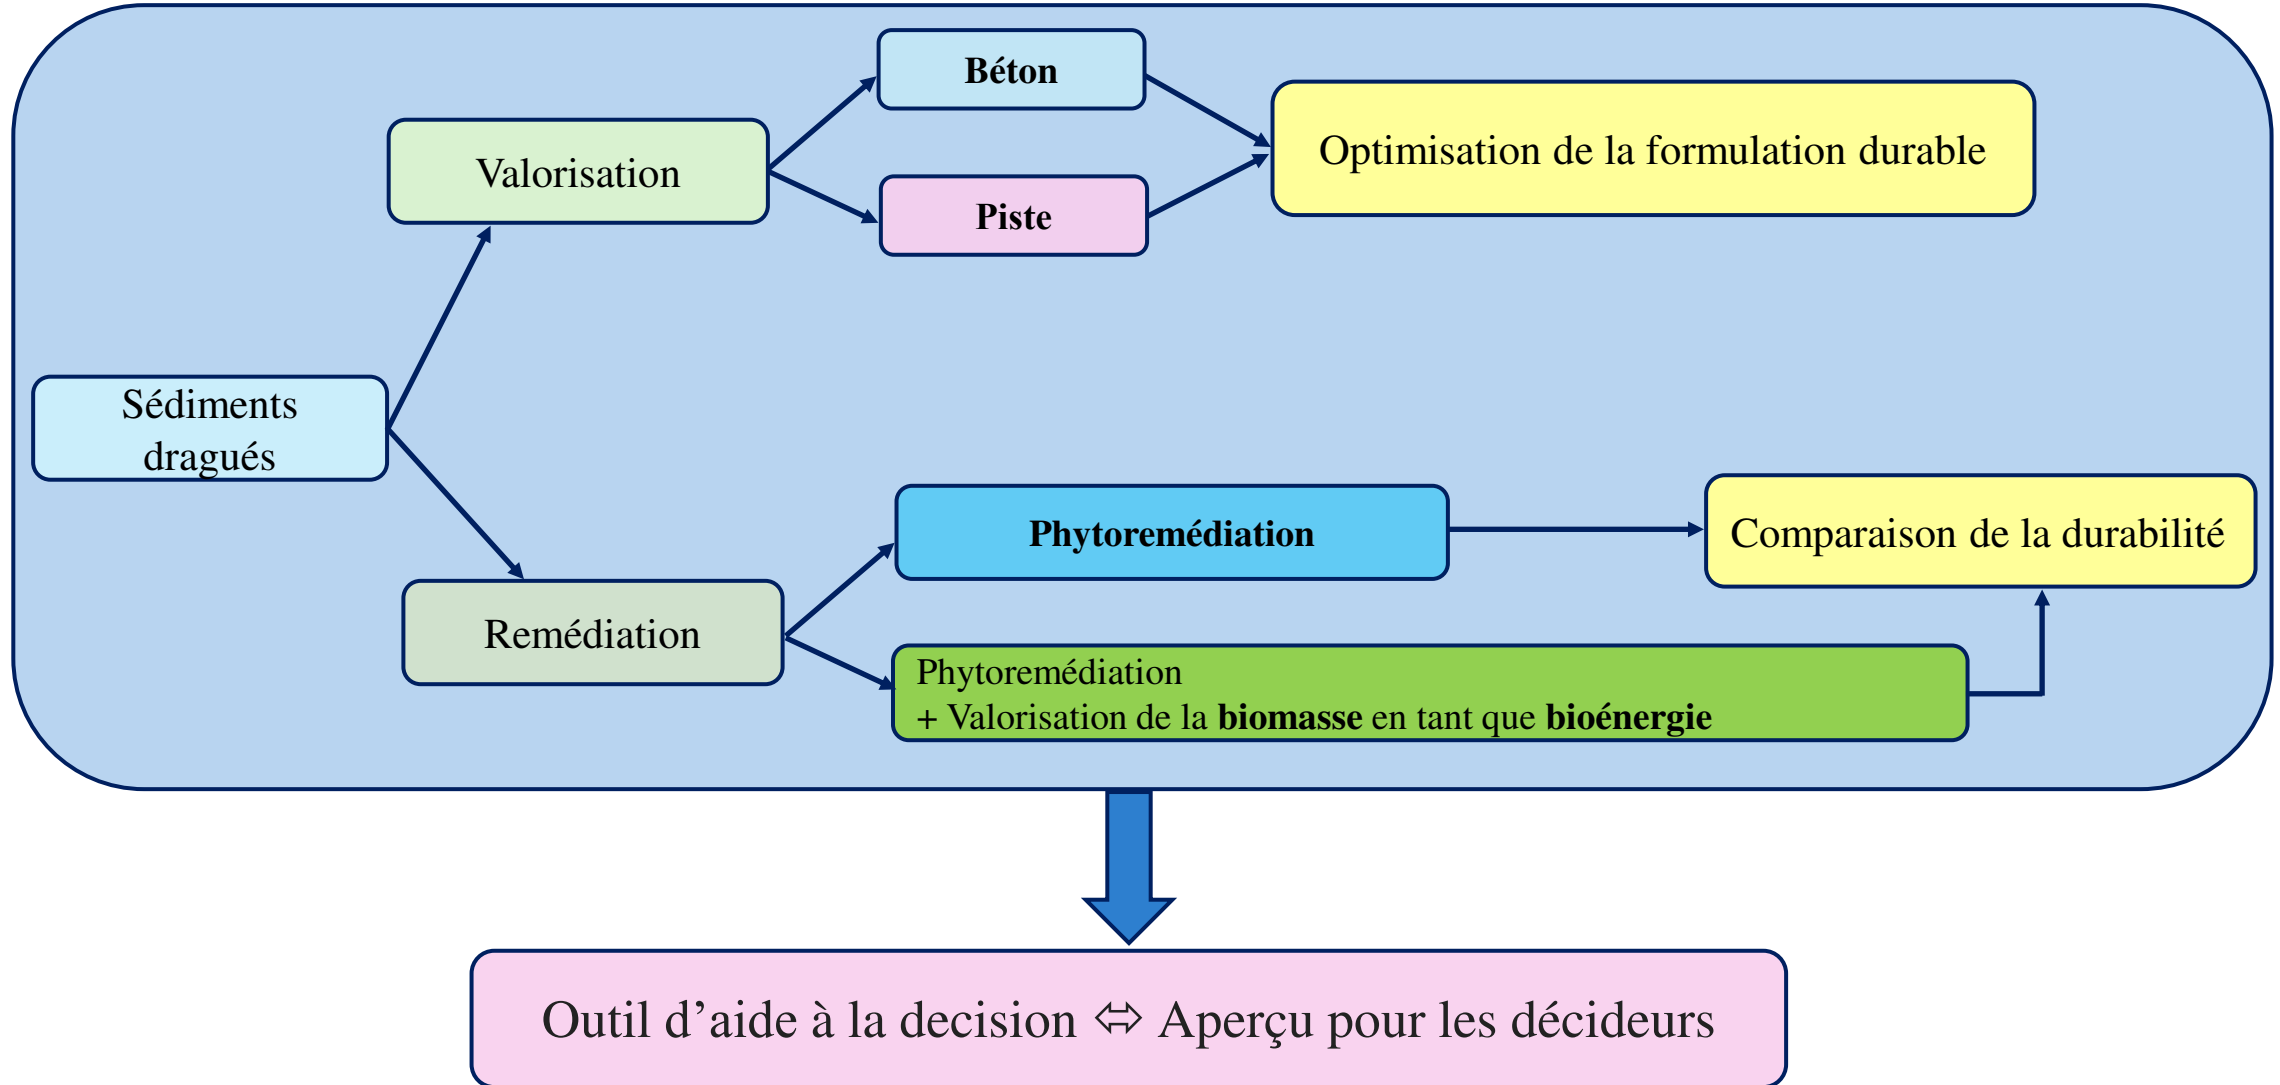 Béton
Optimisation de la formulation durable
Valorisation
Piste
Sédiments
dragués
Phytoremédiation
Comparaison de la durabilité
Remédiation
Phytoremédiation
+ Valorisation de la biomasse en tant que bioénergie
Outil d’aide à la decision ⬄ Aperçu pour les décideurs